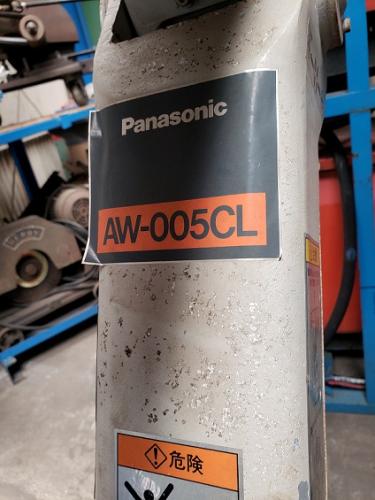 Panasonic
AW-005CL
危険